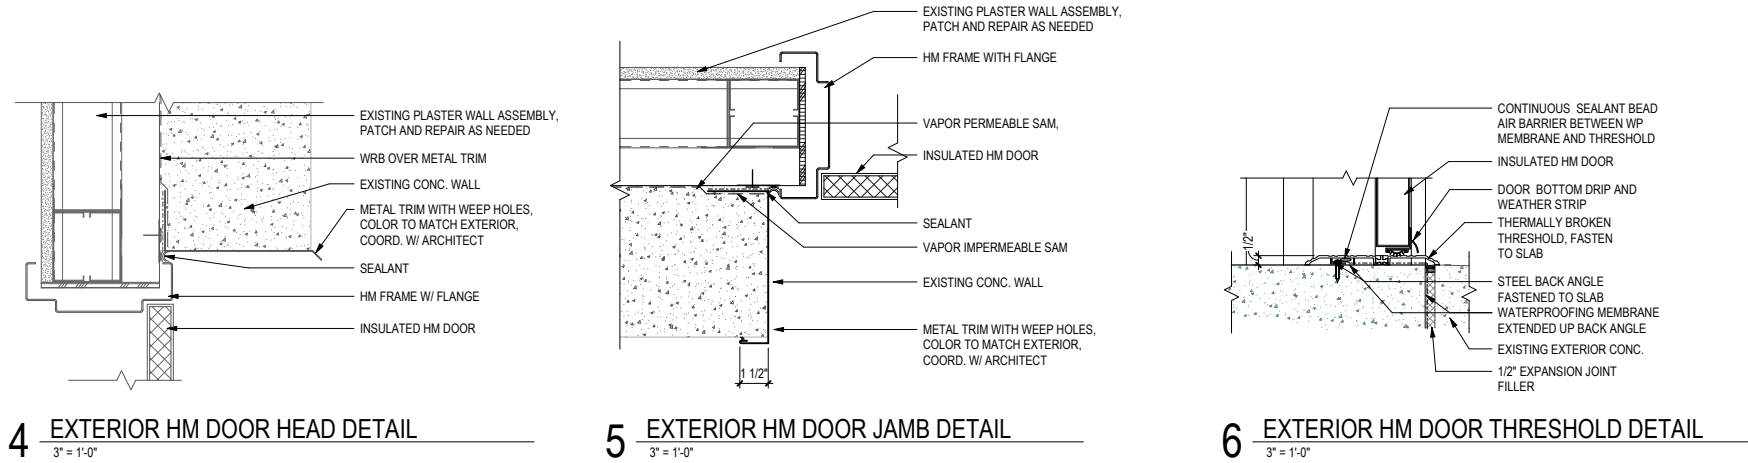 EXISTING PLASTER WALL ASSEMBLY,
PATCH AND REPAIR AS NEEDED
WRB OVER METAL TRIM
EXISTING CONC. WALL
METAL TRIM WITH WEEP HOLES,
COLOR TO MATCH EXTERIOR,
COORD. W/ ARCHITECT
SEALANT
HM FRAME W/ FLANGE
INSULATED HM DOOR
4 EXTERIOR HM DOOR HEAD DETAIL
3" = 1'-0"
EXISTING PLASTER WALL ASSEMBLY,
PATCH AND REPAIR AS NEEDED
HM FRAME WITH FLANGE
VAPOR PERMEABLE SAM,
INSULATED HM DOOR
SEALANT
VAPOR IMPERMEABLE SAM
EXISTING CONC. WALL
METAL TRIM WITH WEEP HOLES,
COLOR TO MATCH EXTERIOR,
COORD. W/ ARCHITECT
1 1/2"
5 EXTERIOR HM DOOR JAMB DETAIL
3" = 1'-0"
CONTINUOUS SEALANT BEAD
AIR BARRIER BETWEEN WP
MEMBRANE AND THRESHOLD
INSULATED HM DOOR
DOOR BOTTOM DRIP AND
WEATHER STRIP
THERMALLY BROKEN
THRESHOLD, FASTEN
TO SLAB
1/2"
STEEL BACK ANGLE
FASTENED TO SLAB
WATERPROOFING MEMBRANE
EXTENDED UP BACK ANGLE
EXISTING EXTERIOR CONC.
1/2" EXPANSION JOINT
FILLER
6 EXTERIOR HM DOOR THRESHOLD DETAIL
3" = 1'-0"